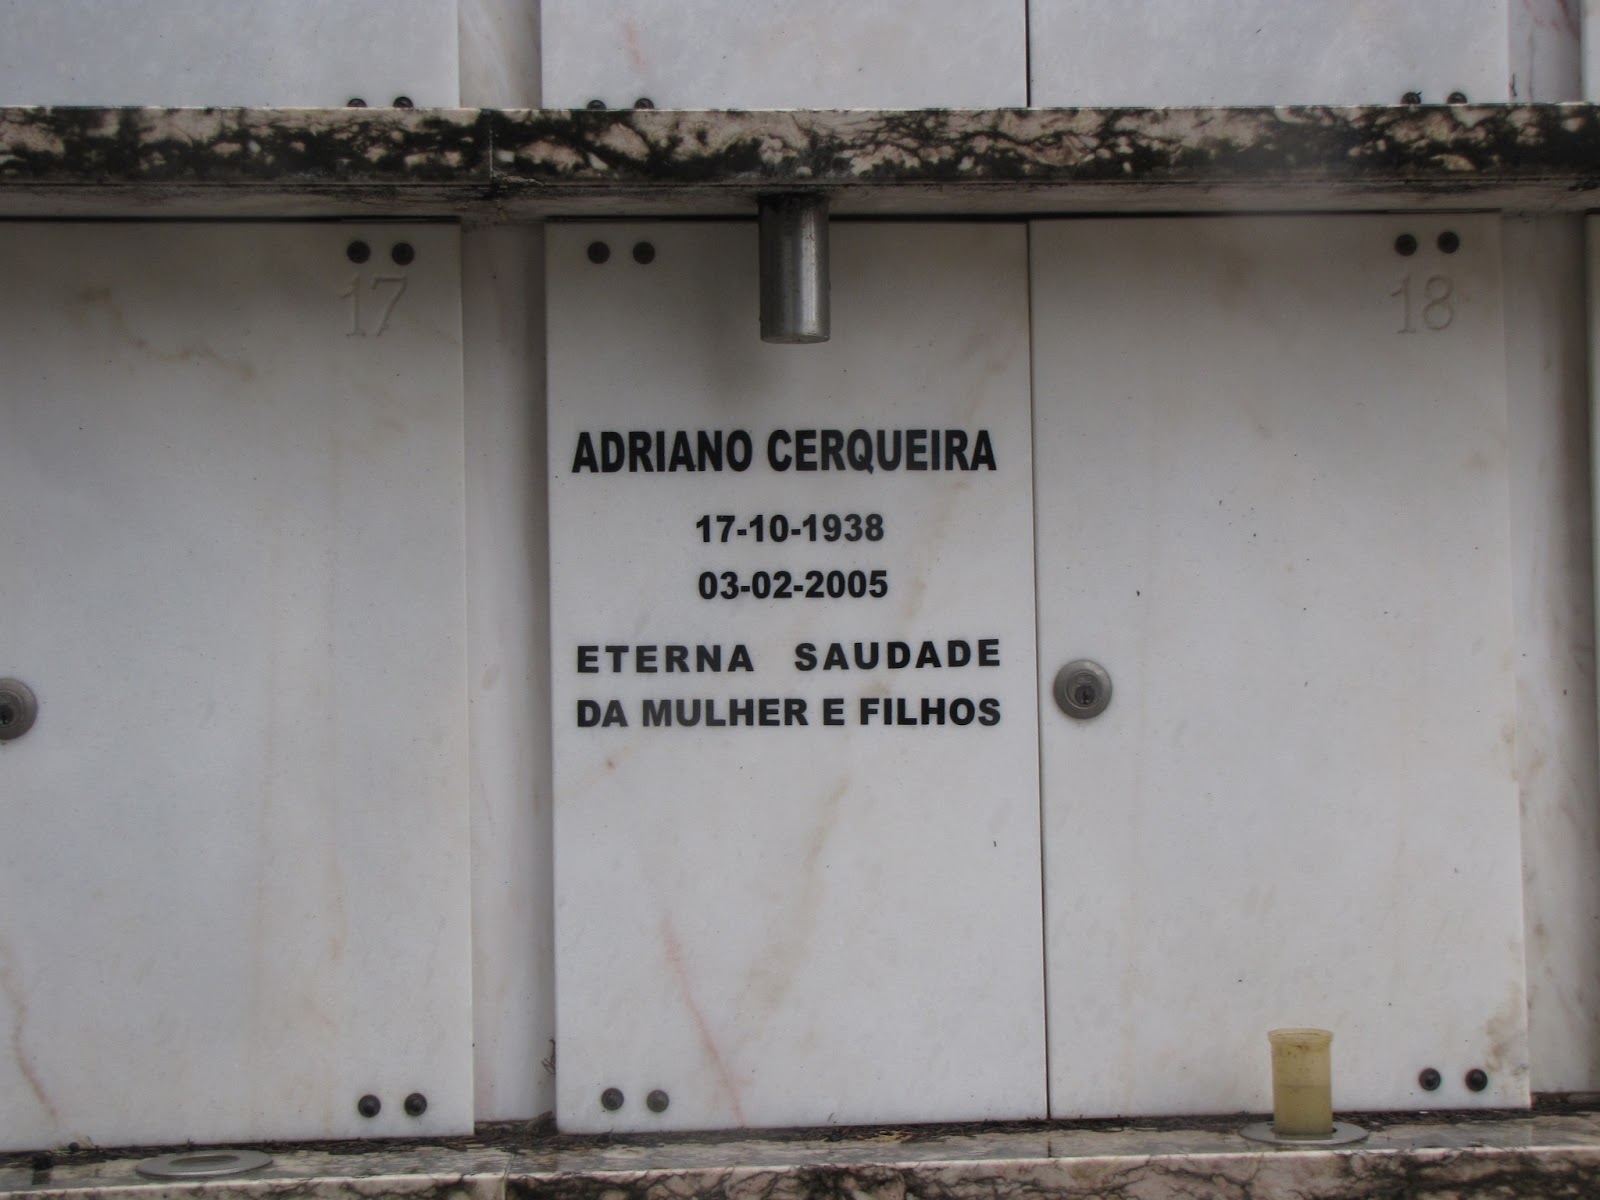 17
18
ADRIANO CERQUEIRA
17-10-1938
03-02-2005
ETERNA SAUDADE
DA MULHER E FILHOS